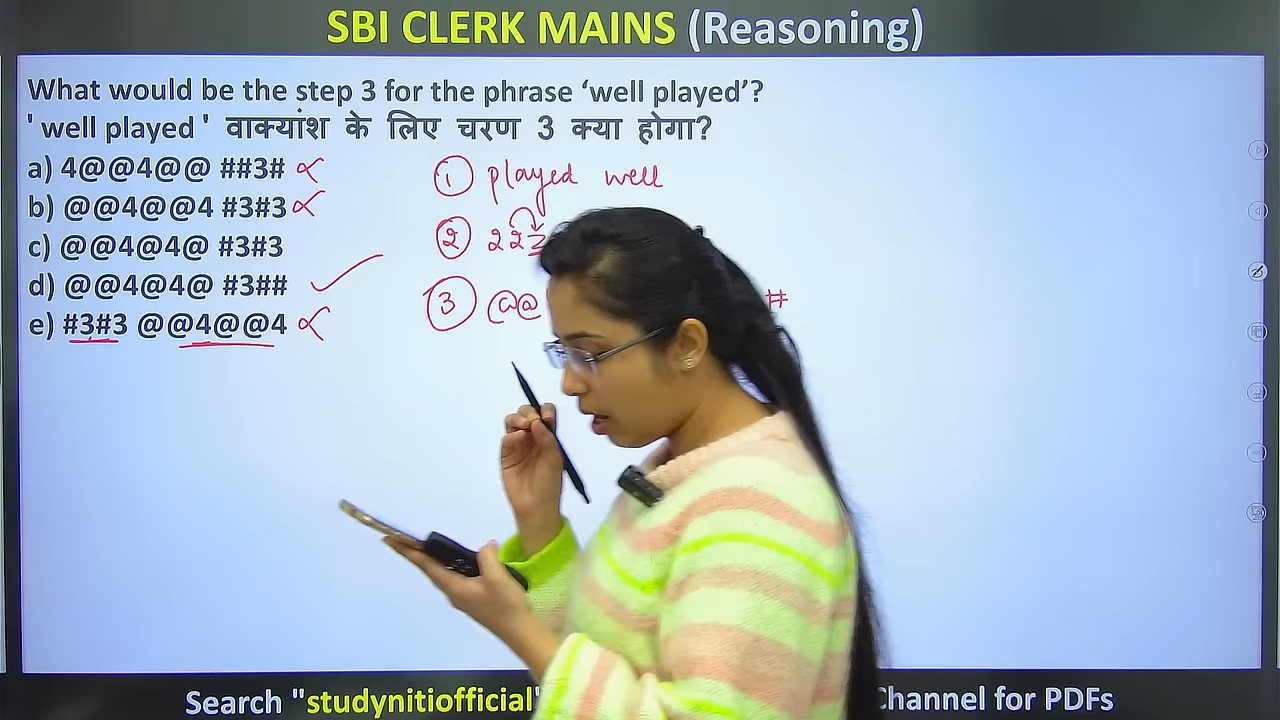 SBI CLERK MAINS (Reasoning)
What would be the step 3 for the phrase ‘well played’?
' well played ' वाक्यांश के लिए चरण 3 क्या होगा?
a) 4@@4@@ ##3#
b) @@4@@4 #3#3
c) @@4@4@ #3#3
d) @@4@4@ #3##
e) #3#3 @@4@@4
① played well
② 222
③ @@ #
Search "studynitiofficial" Channel for PDFs